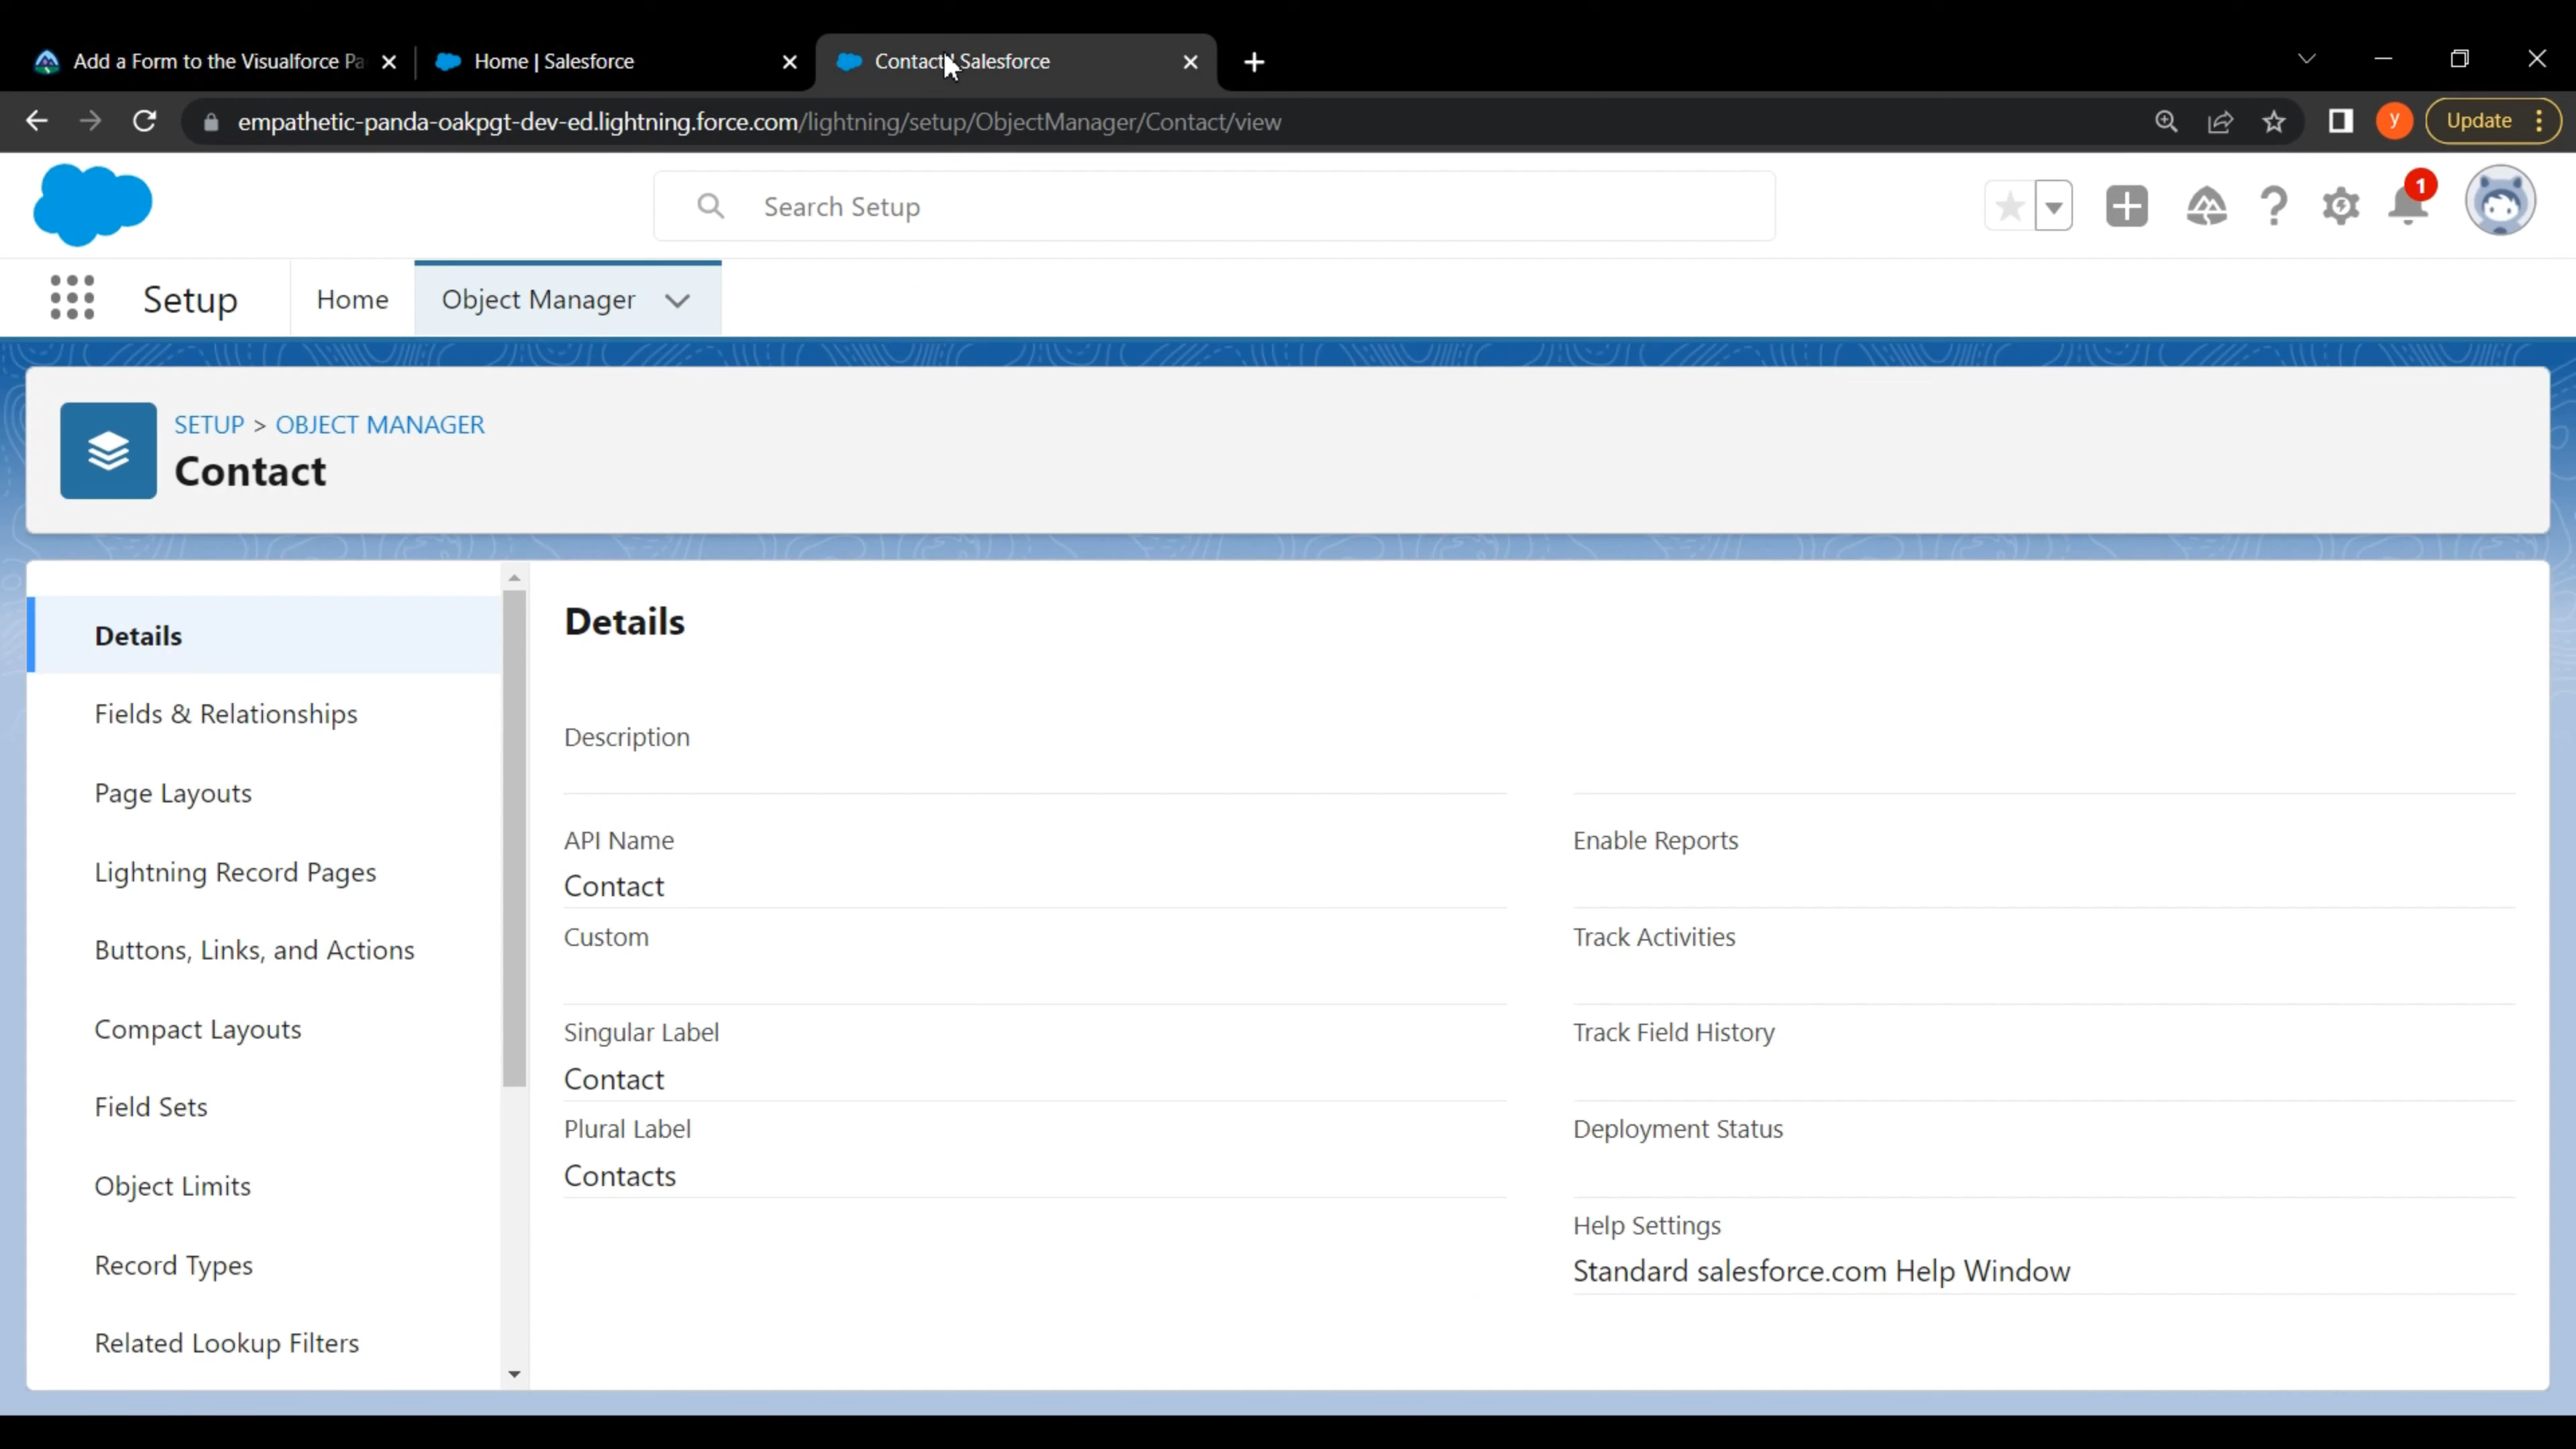 Add a Form to the Visualforce Pa
Home | Salesforce
Contact | Salesforce
empathetic-panda-oakpgt-dev-ed.lightning.force.com/lightning/setup/ObjectManager/Contact/view
y
Update
Search Setup
1
Setup
Home
Object Manager
SETUP > OBJECT MANAGER
Contact
Details
Fields & Relationships
Page Layouts
Lightning Record Pages
Buttons, Links, and Actions
Compact Layouts
Field Sets
Object Limits
Record Types
Related Lookup Filters
Details
Description
API Name
Contact
Custom
Singular Label
Contact
Plural Label
Contacts
Enable Reports
Track Activities
Track Field History
Deployment Status
Help Settings
Standard salesforce.com Help Window